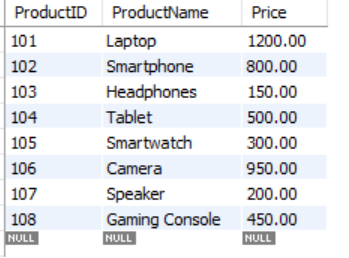 ProductID ProductName Price
101 Laptop 1200.00
102 Smartphone 800.00
103 Headphones 150.00
104 Tablet 500.00
105 Smartwatch 300.00
106 Camera 950.00
107 Speaker 200.00
108 Gaming Console 450.00
NULL NULL NULL